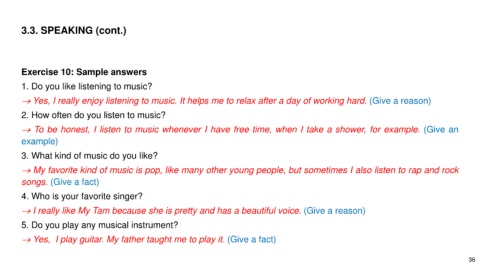 3.3. SPEAKING (cont.)
Exercise 10: Sample answers
1. Do you like listening to music?
→ Yes, I really enjoy listening to music. It helps me to relax after a day of working hard. (Give a reason)
2. How often do you listen to music?
→ To be honest, I listen to music whenever I have free time, when I take a shower, for example. (Give an
example)
3. What kind of music do you like?
→ My favorite kind of music is pop, like many other young people, but sometimes I also listen to rap and rock
songs. (Give a fact)
4. Who is your favorite singer?
→ I really like My Tam because she is pretty and has a beautiful voice. (Give a reason)
5. Do you play any musical instrument?
→ Yes, I play guitar. My father taught me to play it. (Give a fact)
36